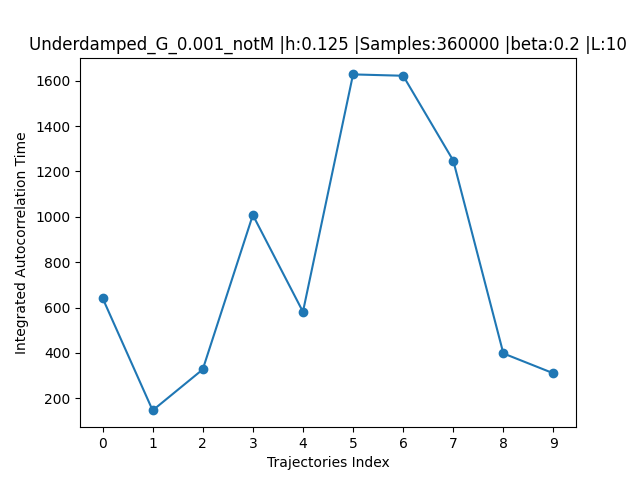 Underdamped_G_0.001_notM |h:0.125 |Samples:360000 |beta:0.2 |L:10
1600
1400
1200
1000
800
600
400
200
Integrated Autocorrelation Time
0 1 2 3 4 5 6 7 8 9
Trajectories Index